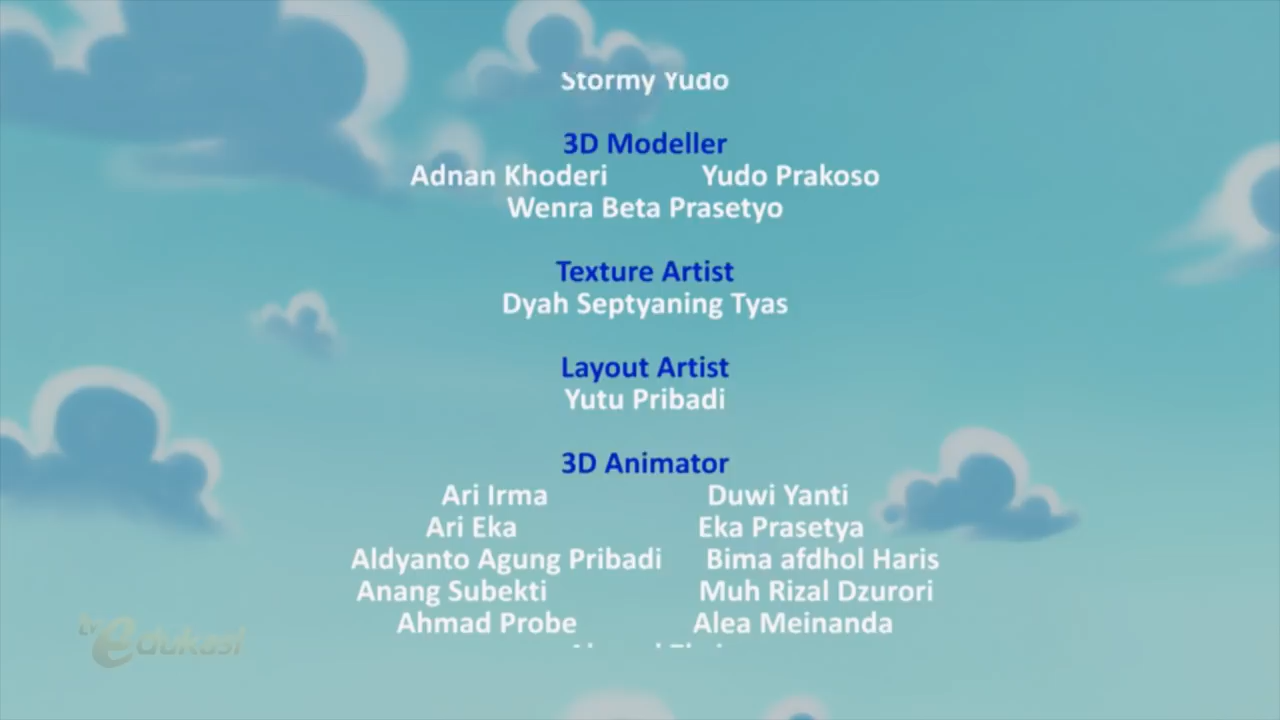 Stormy Yudo
3D Modeller
Adnan Khoderi Yudo Prakoso
Wenra Beta Prasetyo
Texture Artist
Dyah Septyaning Tyas
Layout Artist
Yutu Pribadi
3D Animator
Ari Irma Duwi Yanti
Ari Eka Eka Prasetya
Aldyanto Agung Pribadi Bima afdhol Haris
Anang Subekti Muh Rizal Dzurori
Ahmad Probe Alea Meinanda
tv edukasi